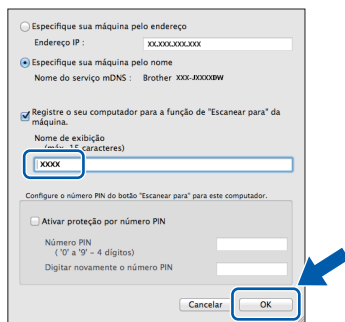 Especifique sua máquina pelo endereço
Endereço IP :
XX.XXX.XXX.XXX
Especifique sua máquina pelo nome
Nome do serviço mDNS : Brother XXX-JXXXXDW
Registre o seu computador para a função de "Escanear para" da
máquina.
Nome de exibição
(máx. 15 caracteres)
XXXX
Configure o número PIN do botão "Escanear para" para este computador.
Ativar proteção por número PIN
Número PIN
( '0' a '9' – 4 dígitos)
Digitar novamente o número PIN
Cancelar
OK